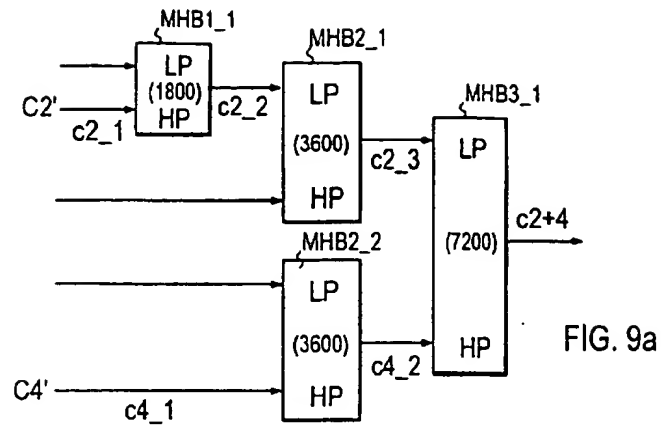 MHB1_1
LP
(1800)
HP
C2'
c2_1
c2_2
MHB2_1
LP
(3600)
HP
c2_3
MHB3_1
LP
(7200)
HP
c2+4
MHB2_2
LP
(3600)
HP
c4_2
C4'
c4_1
FIG. 9a